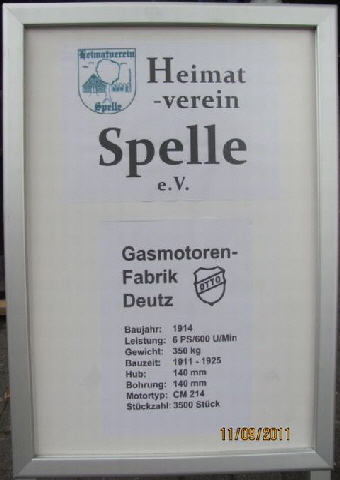 Heimatverein
Spelle
Heimat
-verein
Spelle
e.V.
Gasmotoren-
Fabrik
Deutz
OTTO
Baujahr: 1914
Leistung: 6 PS/600 U/Min
Gewicht: 350 kg
Bauzeit: 1911 - 1925
Hub: 140 mm
Bohrung: 140 mm
Motortyp: CM 214
Stückzahl: 3500 Stück
11/09/2011